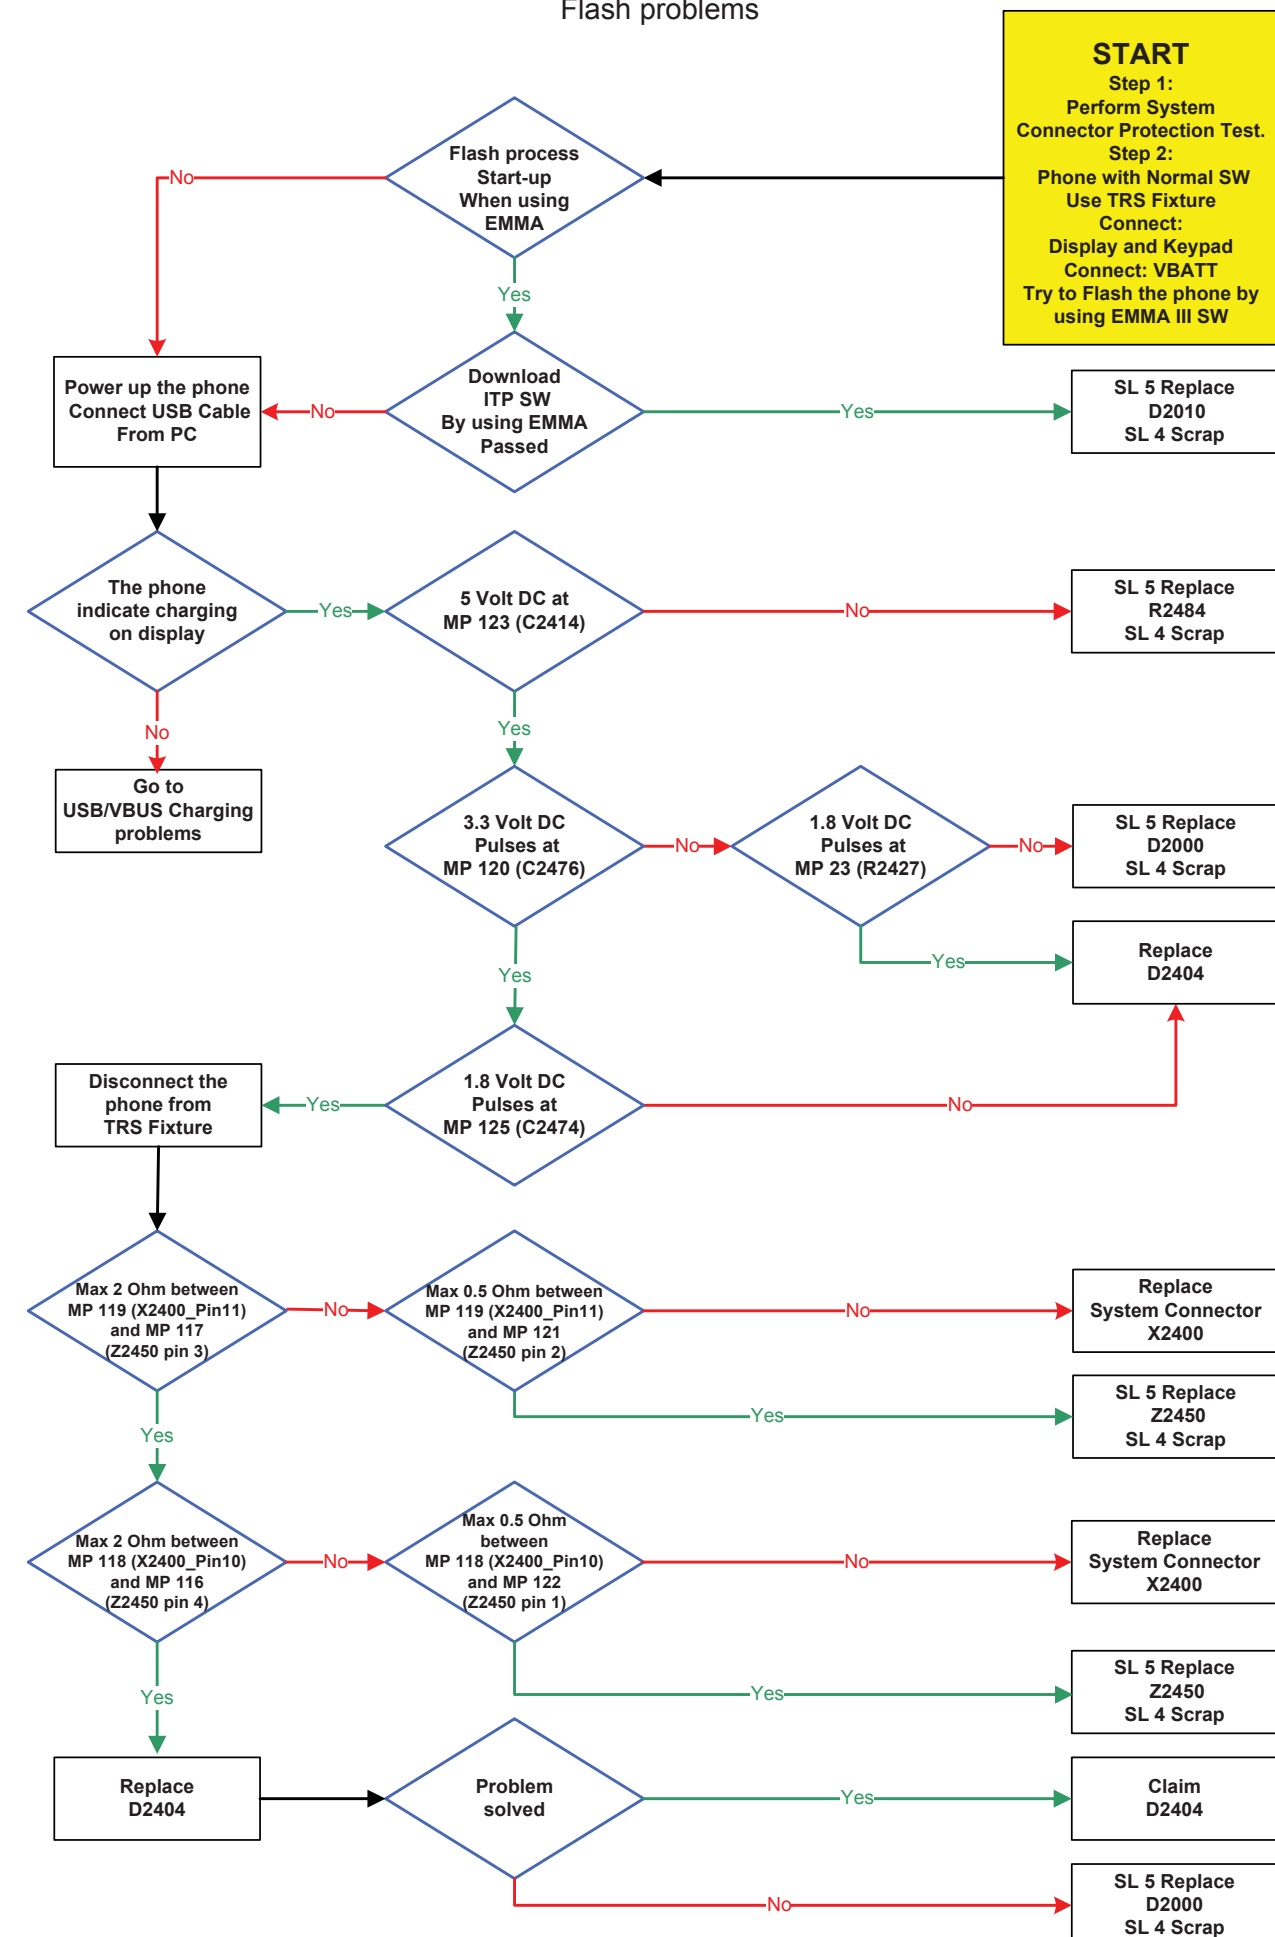 Flash problems
START
Step 1:
Perform System
Connector Protection Test.
Step 2:
Phone with Normal SW
Use TRS Fixture
Connect:
Display and Keypad
Connect: VBATT
Try to Flash the phone by
using EMMA III SW
Flash process
Start-up
When using
EMMA
No
Yes
Power up the phone
Connect USB Cable
From PC
No
Download
ITP SW
By using EMMA
Passed
Yes
SL 5 Replace
D2010
SL 4 Scrap
The phone
indicate charging
on display
Yes
5 Volt DC at
MP 123 (C2414)
No
SL 5 Replace
R2484
SL 4 Scrap
No
Yes
Go to
USB/VBUS Charging
problems
3.3 Volt DC
Pulses at
MP 120 (C2476)
No
1.8 Volt DC
Pulses at
MP 23 (R2427)
No
SL 5 Replace
D2000
SL 4 Scrap
Yes
Yes
Replace
D2404
Disconnect the
phone from
TRS Fixture
Yes
1.8 Volt DC
Pulses at
MP 125 (C2474)
No
Max 2 Ohm between
MP 119 (X2400_Pin11)
and MP 117
(Z2450 pin 3)
No
Max 0.5 Ohm between
MP 119 (X2400_Pin11)
and MP 121
(Z2450 pin 2)
No
Replace
System Connector
X2400
Yes
Yes
SL 5 Replace
Z2450
SL 4 Scrap
Max 2 Ohm between
MP 118 (X2400_Pin10)
and MP 116
(Z2450 pin 4)
No
Max 0.5 Ohm
between
MP 118 (X2400_Pin10)
and MP 122
(Z2450 pin 1)
No
Replace
System Connector
X2400
Yes
Yes
SL 5 Replace
Z2450
SL 4 Scrap
Replace
D2404
Problem
solved
Yes
Claim
D2404
No
SL 5 Replace
D2000
SL 4 Scrap